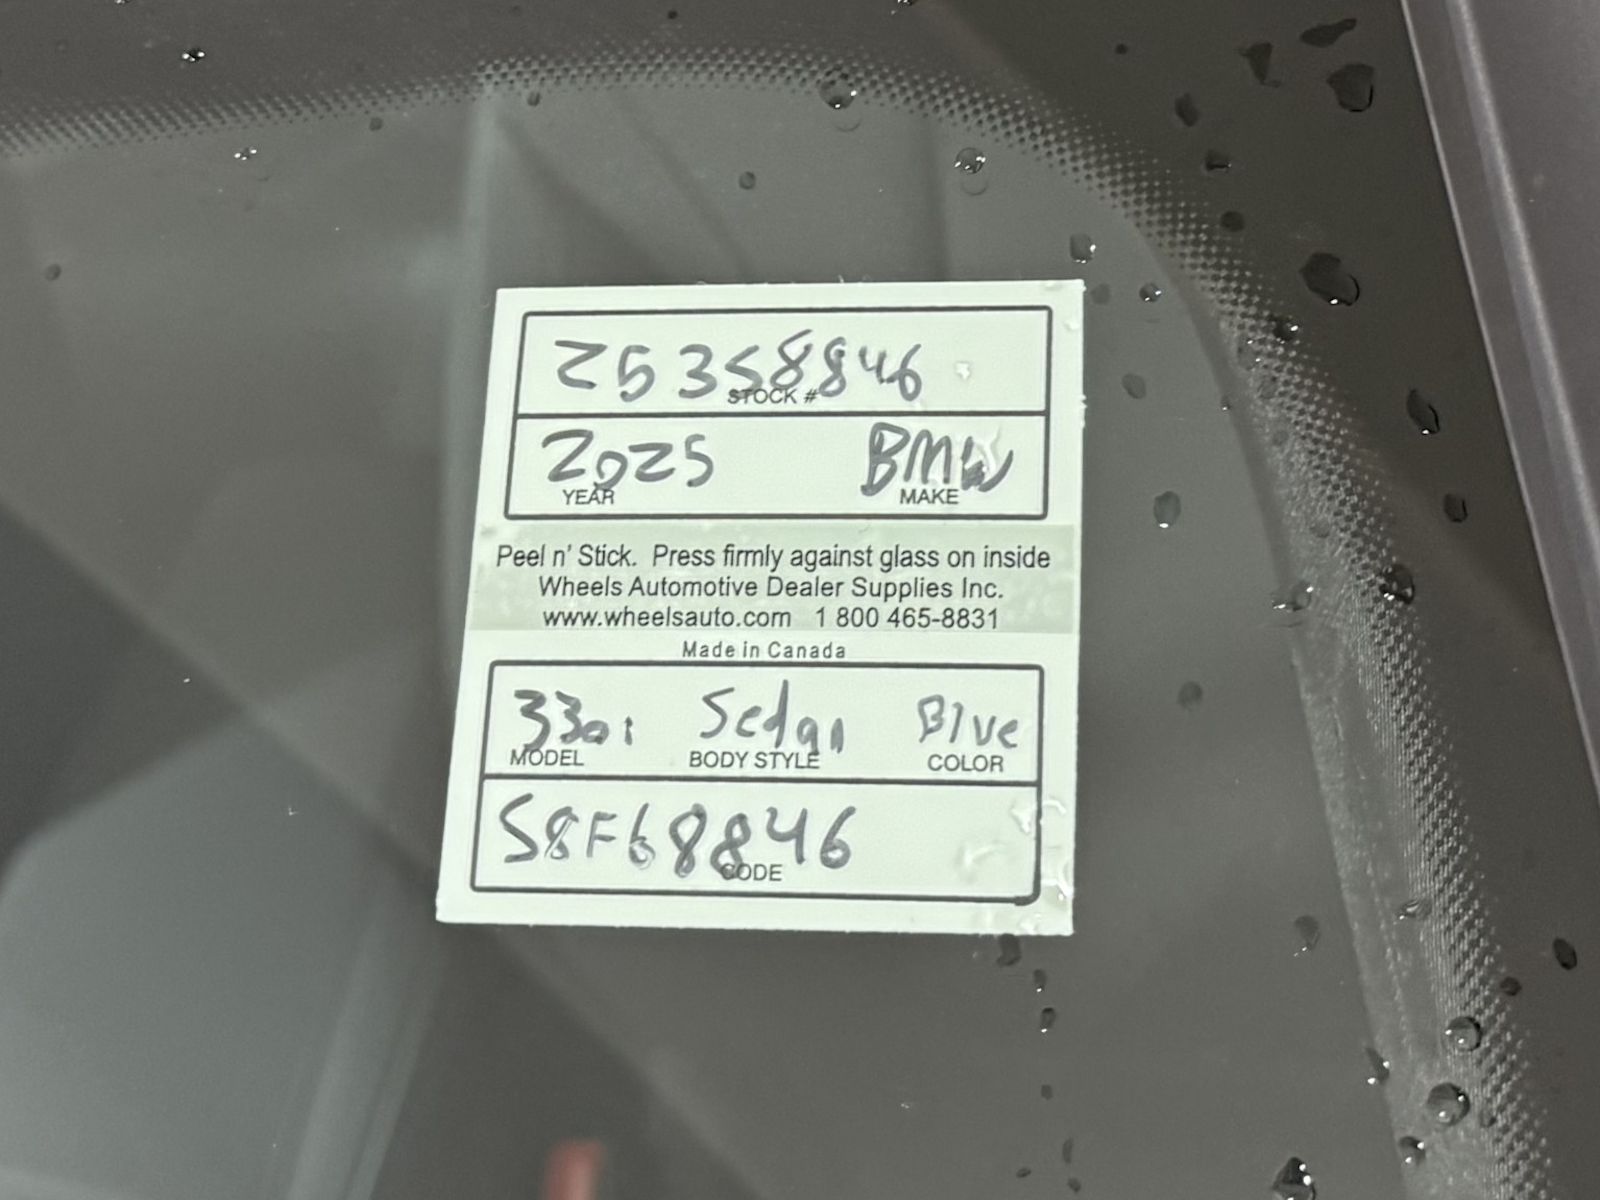 25358846
STOCK #
2025 BMW
YEAR MAKE
Peel n' Stick. Press firmly against glass on inside
Wheels Automotive Dealer Supplies Inc.
www.wheelsauto.com 1 800 465-8831
Made in Canada
330i Sedan Blue
MODEL BODY STYLE COLOR
S8F68846
CODE